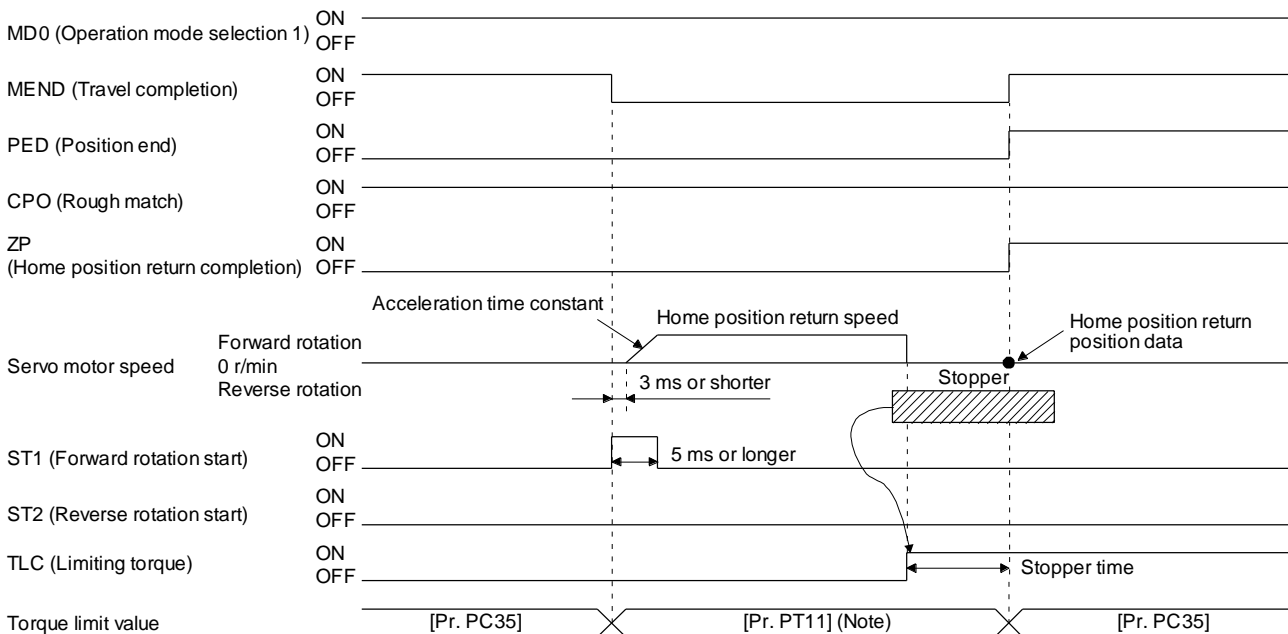 MD0 (Operation mode selection 1)
ON
OFF
MEND (Travel completion)
ON
OFF
PED (Position end)
ON
OFF
CPO (Rough match)
ON
OFF
ZP
(Home position return completion)
ON
OFF
Acceleration time constant
Home position return speed
Home position return
position data
Servo motor speed
Forward rotation
0 r/min
Reverse rotation
3 ms or shorter
Stopper
ST1 (Forward rotation start)
ON
OFF
5 ms or longer
ST2 (Reverse rotation start)
ON
OFF
TLC (Limiting torque)
ON
OFF
Stopper time
Torque limit value
[Pr. PC35]
[Pr. PT11] (Note)
[Pr. PC35]